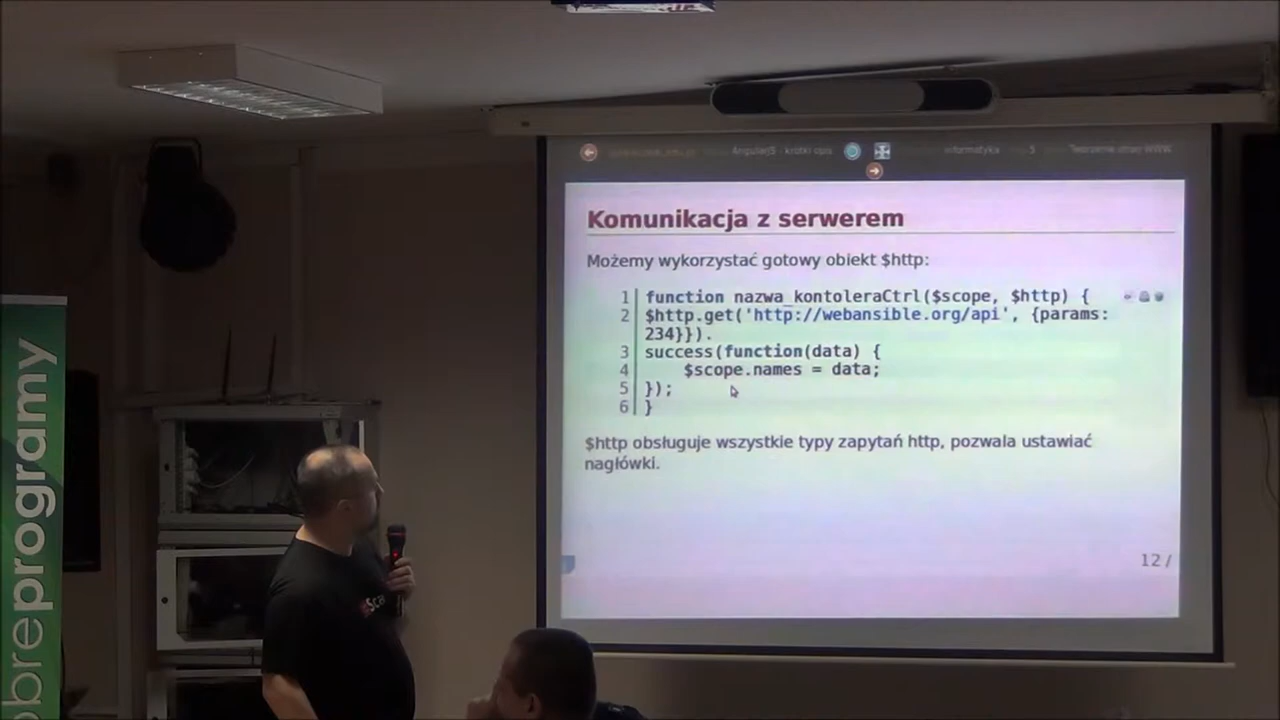 AngularJS - krótki opis
informatyka
5
Tworzenie stron WWW
Komunikacja z serwerem
Możemy wykorzystać gotowy obiekt $http:
1 function nazwa_kontoleraCtrl($scope, $http) {
2 $http.get('http://webansible.org/api', {params:
234}}).
3 success(function(data) {
4 $scope.names = data;
5 });
6 }
$http obsługuje wszystkie typy zapytań http, pozwala ustawiać
nagłówki.
12 /
obreprogramy